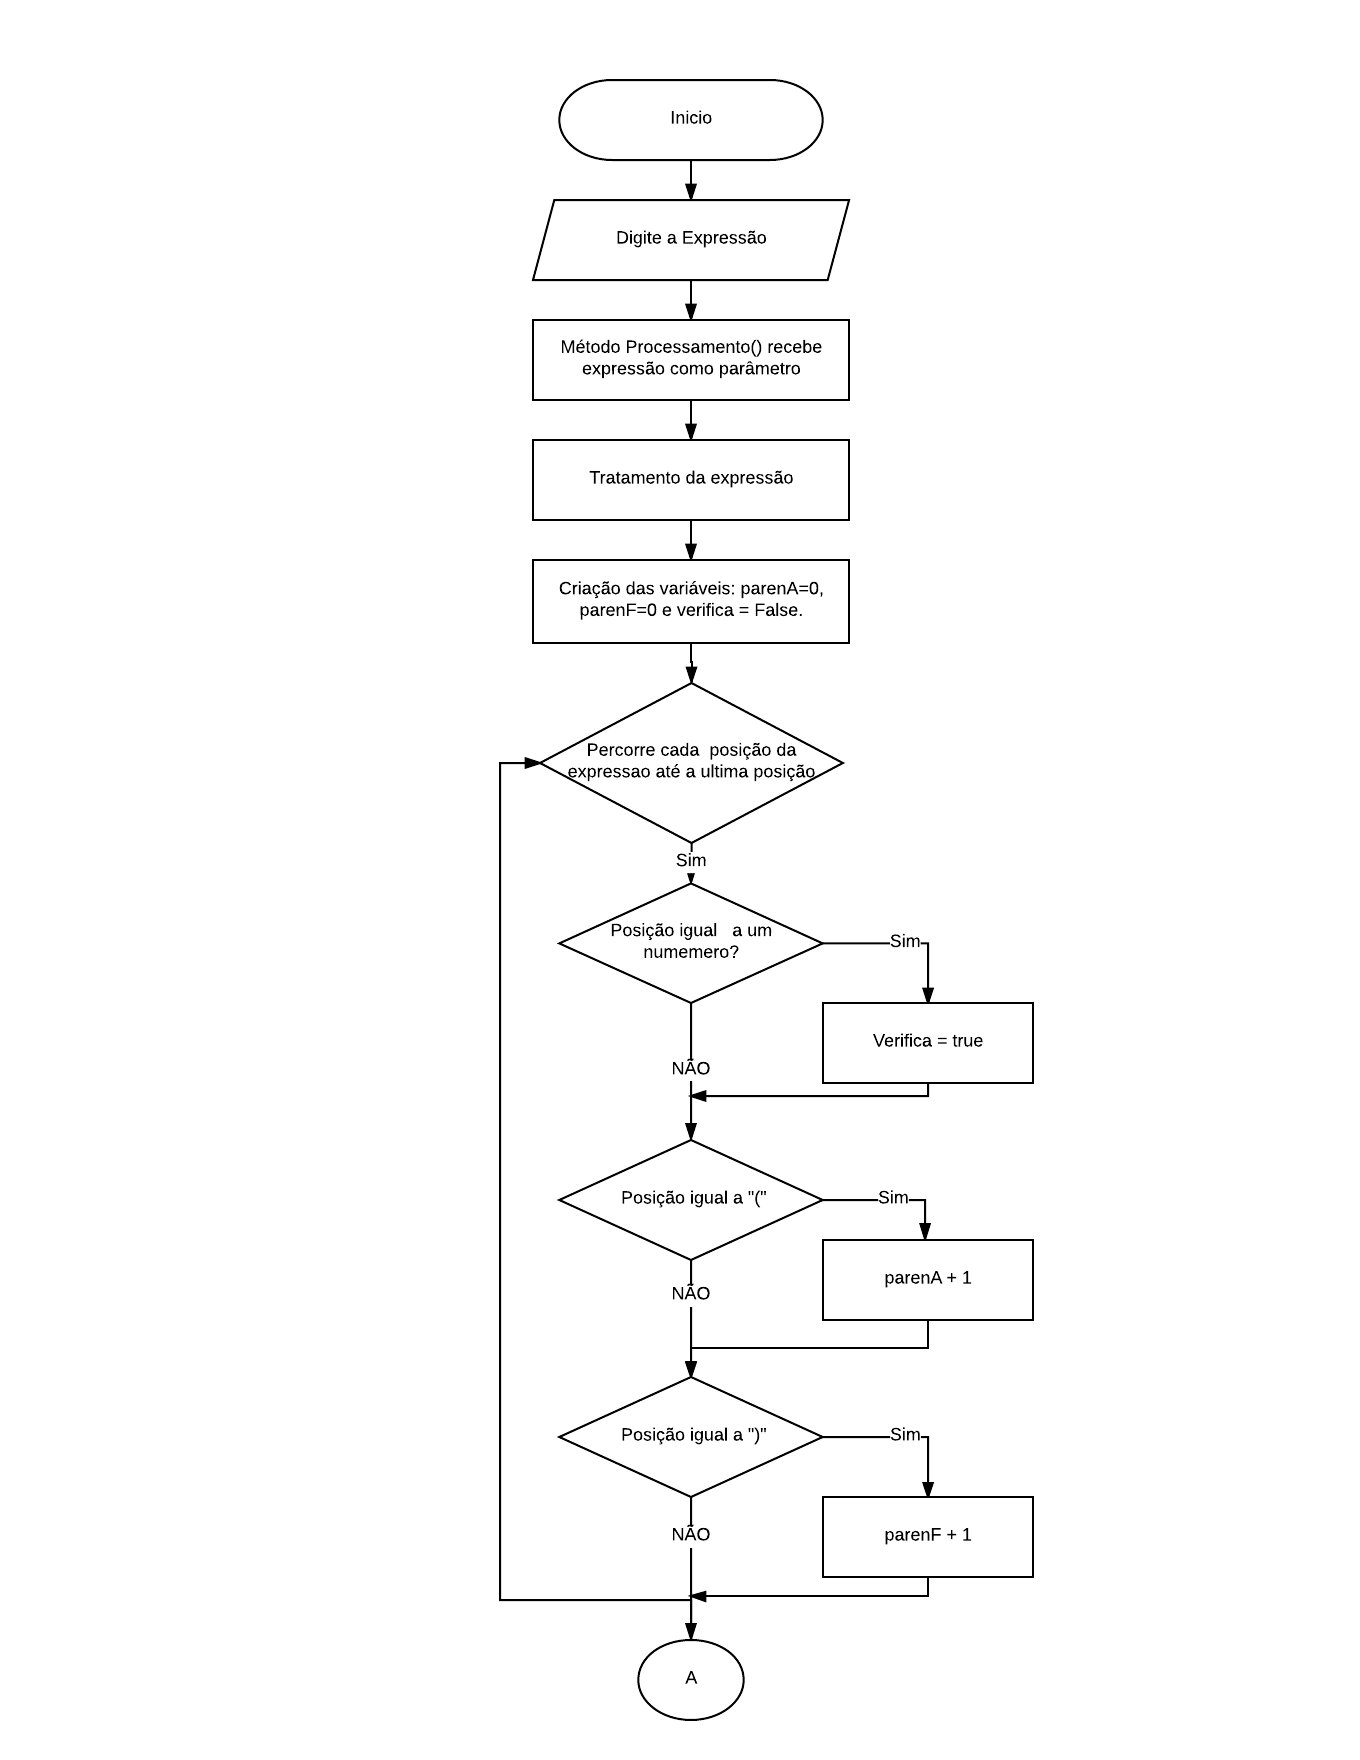 Inicio
Digite a Expressão
Método Processamento() recebe
expressão como parâmetro
Tratamento da expressão
Criação das variáveis: parenA=0,
parenF=0 e verifica = False.
Percorre cada  posição da
expressao até a ultima posição
Sim
Posição igual   a um
numemero?
Sim
Verifica = true
NÃO
Posição igual a "("
Sim
parenA + 1
NÃO
Posição igual a ")"
Sim
parenF + 1
NÃO
A